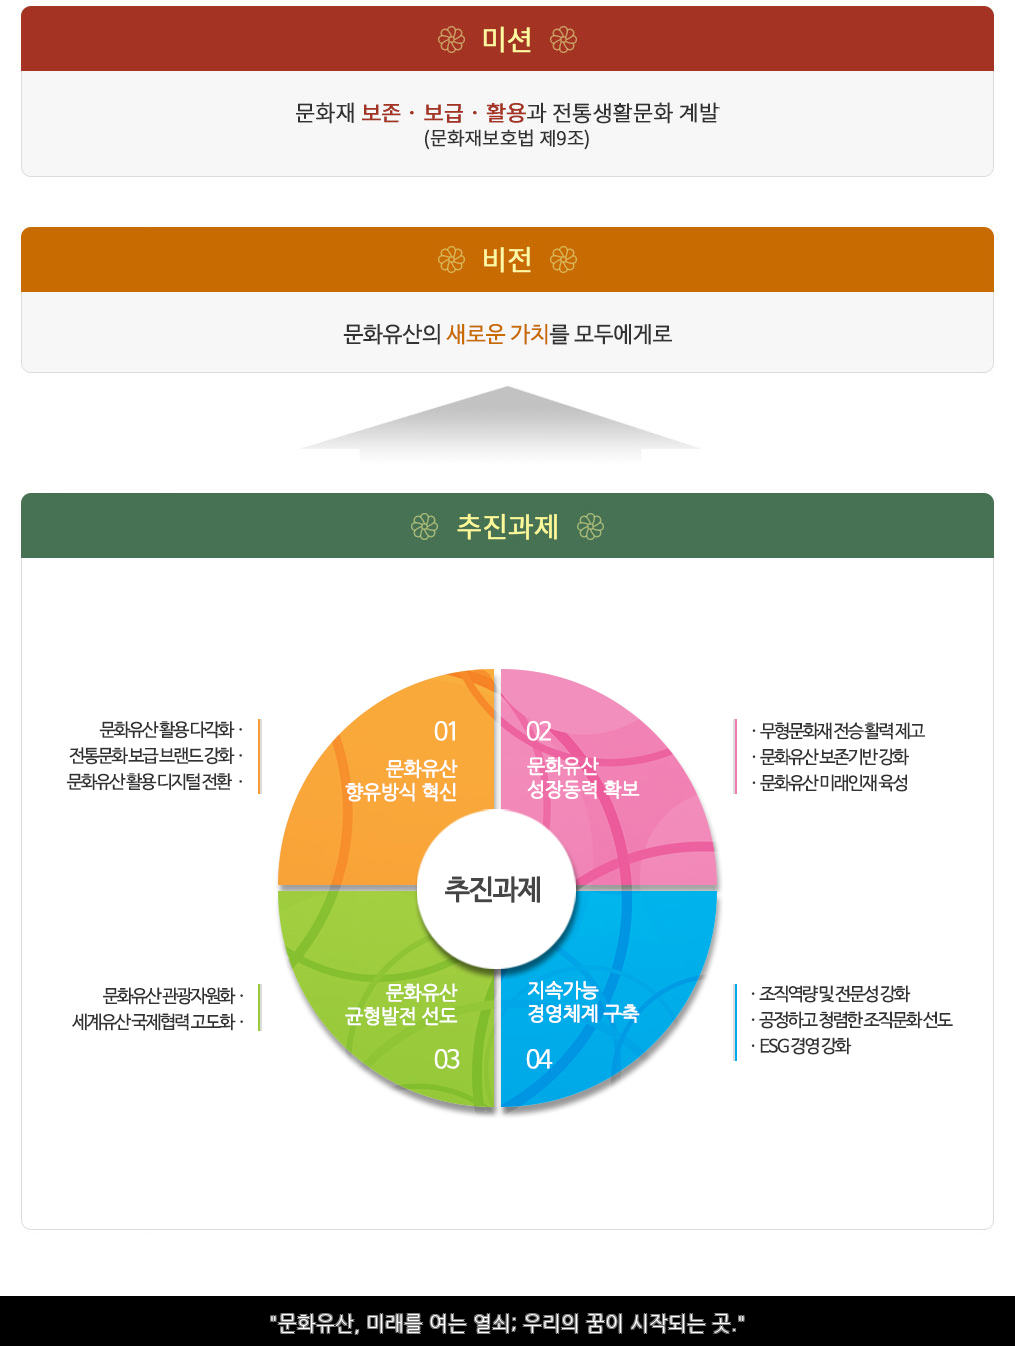 미션
문화재 보존 · 보급 · 활용과 전통생활문화 계발
(문화재보호법 제9조)
비전
문화유산의 새로운 가치를 모두에게로
추진과제
문화유산 활용 다각화 ·
전통문화 보급 브랜드 강화 ·
문화유산 활용 디지털 전환 ·
01
문화유산
향유방식 혁신
02
문화유산
성장동력 확보
· 무형문화재 전승 활력 제고
· 문화유산 보존기반 강화
· 문화유산 미래인재 육성
추진과제
문화유산 관광자원화 ·
세계유산 국제협력 고도화 ·
문화유산
균형발전 선도
03
지속가능
경영체계 구축
04
· 조직역량 및 전문성 강화
· 공정하고 청렴한 조직문화 선도
· ESG 경영 강화
"문화유산, 미래를 여는 열쇠; 우리의 꿈이 시작되는 곳."